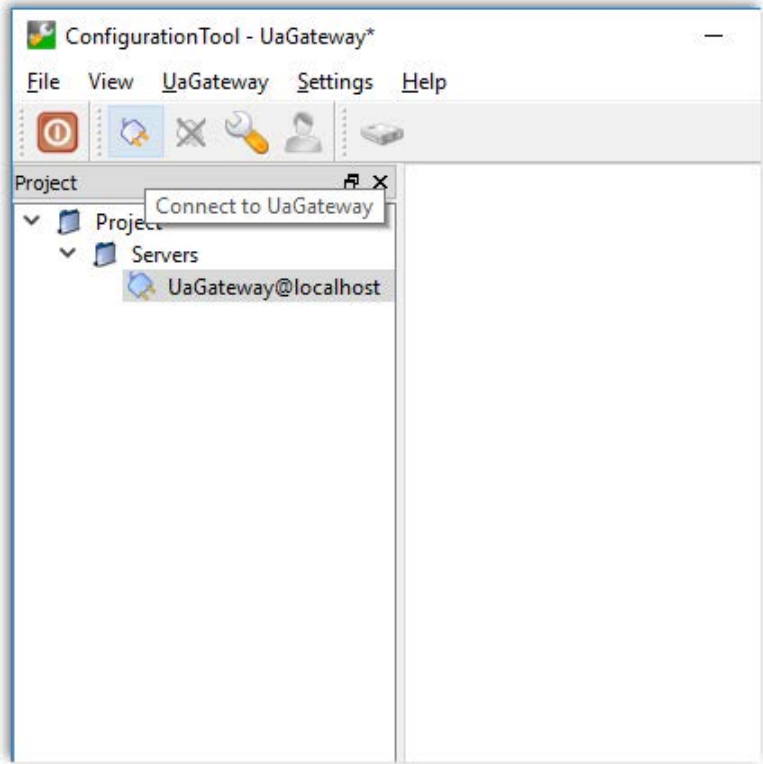 ConfigurationTool - UaGateway*
File View UaGateway Settings Help
Project
Connect to UaGateway
Project
Servers
UaGateway@localhost